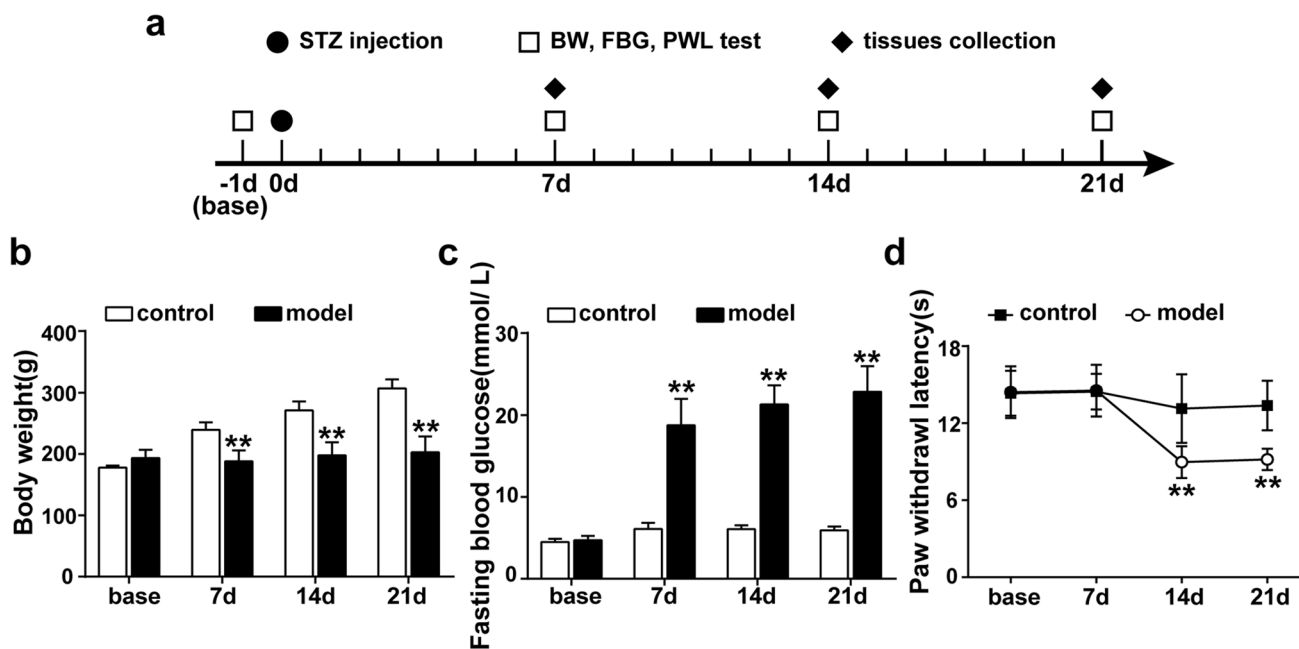 a
STZ injection
BW, FBG, PWL test
tissues collection
-1d 0d 7d 14d 21d
(base)
b
control model
Body weight(g)
400
300
200
100
0
** ** **
base 7d 14d 21d
c
control model
Fasting blood glucose(mmol/ L)
30
20
10
0
** ** **
base 7d 14d 21d
d
control model
Paw withdrawl latency(s)
18
12
6
0
** **
base 7d 14d 21d